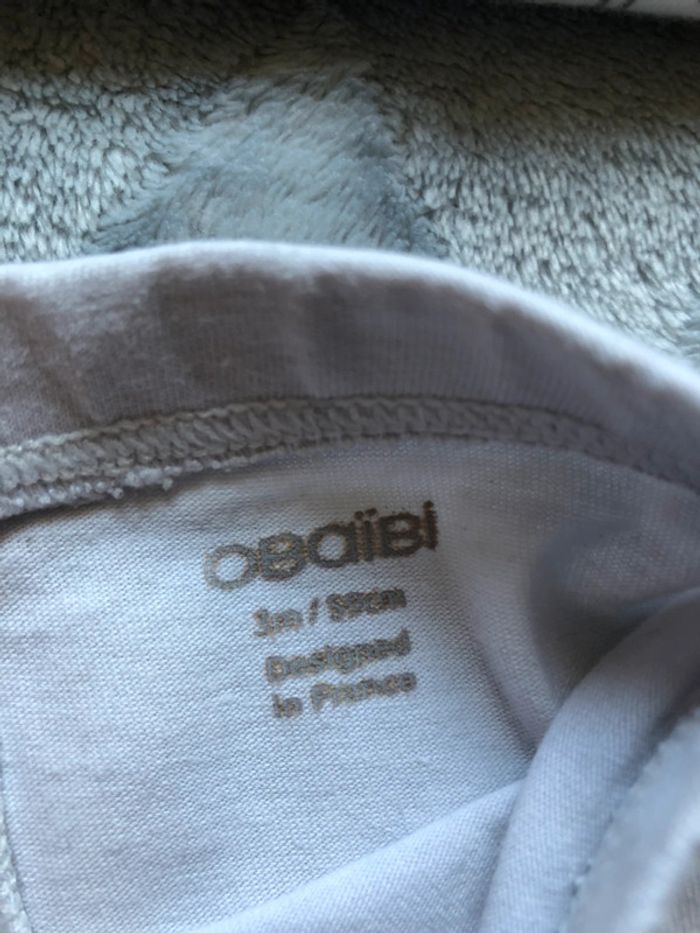 OBaïBi
3m / 59cm
Designed
in France